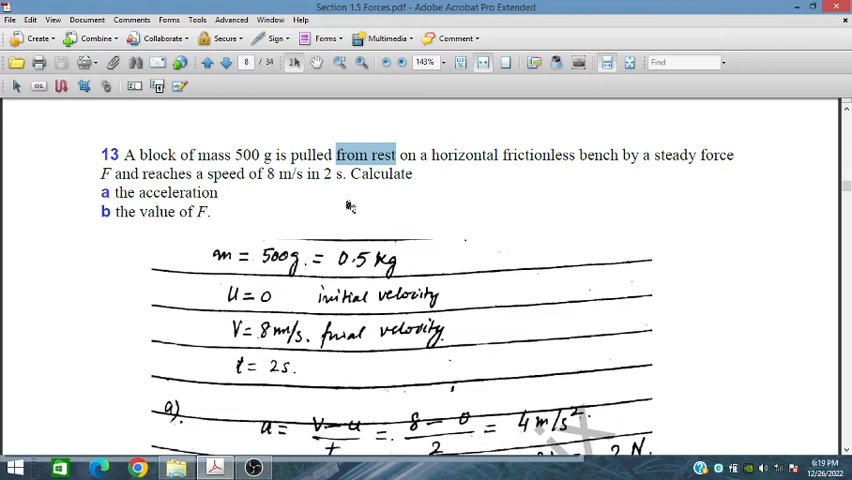 Section 1.5 Forces.pdf - Adobe Acrobat Pro Extended
File Edit View Document Comments Forms Tools Advanced Window Help
Create Combine Collaborate Secure Sign Forms Multimedia Comment
8 / 34 143% Find
13 A block of mass 500 g is pulled from rest on a horizontal frictionless bench by a steady force
F and reaches a speed of 8 m/s in 2 s. Calculate
a the acceleration
b the value of F.
m = 500g. = 0.5 kg
u = 0 initial velocity
V = 8m/s. final velocity.
t = 2s.
a).
a = v-u/t =. 8-0/2 = 4 m/s².
2 N.
6:19 PM
12/26/2022